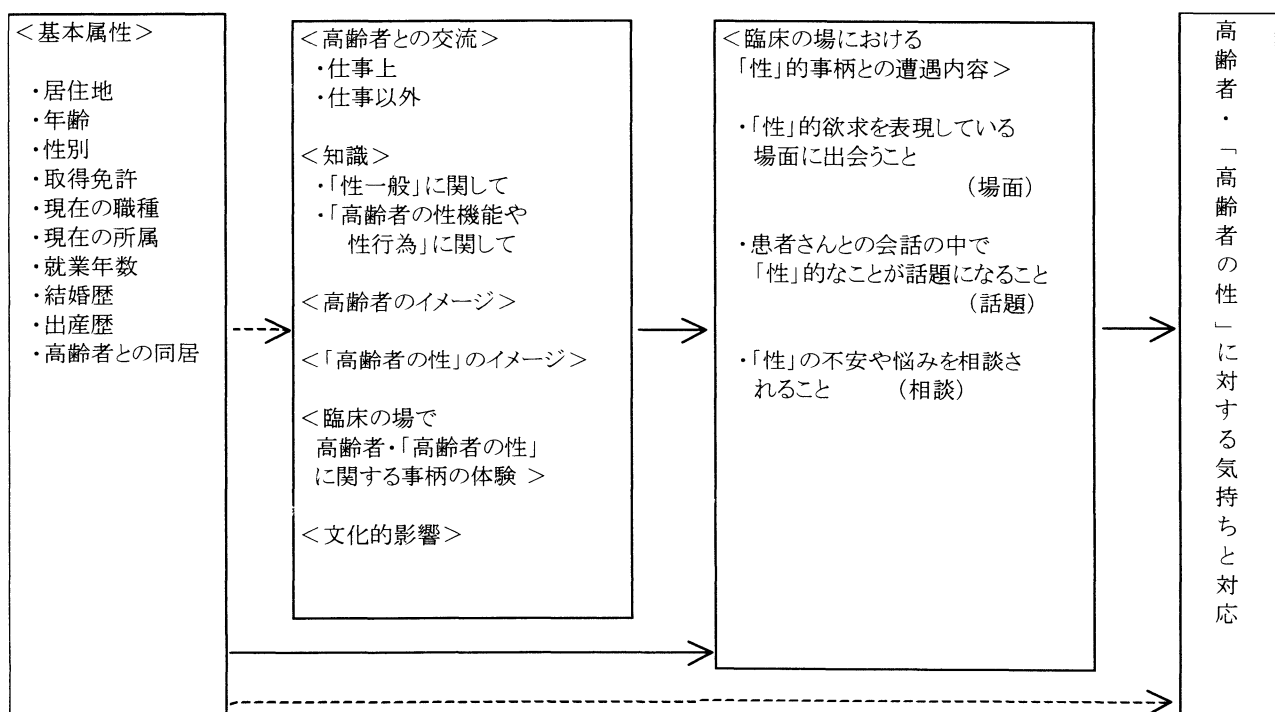 <基本属性>
・居住地
・年齢
・性別
・取得免許
・現在の職種
・現在の所属
・就業年数
・結婚歴
・出産歴
・高齢者との同居
<高齢者との交流>
・仕事上
・仕事以外
<知識>
・「性一般」に関して
・「高齢者の性機能や
性行為」に関して
<高齢者のイメージ>
<「高齢者の性」のイメージ>
<臨床の場で
高齢者・「高齢者の性」
に関する事柄の体験 >
<文化的影響>
<臨床の場における
「性」的事柄との遭遇内容>
・「性」的欲求を表現している
場面に出会うこと
(場面)
・患者さんとの会話の中で
「性」的なことが話題になること
(話題)
・「性」の不安や悩みを相談さ
れること (相談)
高齢者・「高齢者の性」に対する気持ちと対応